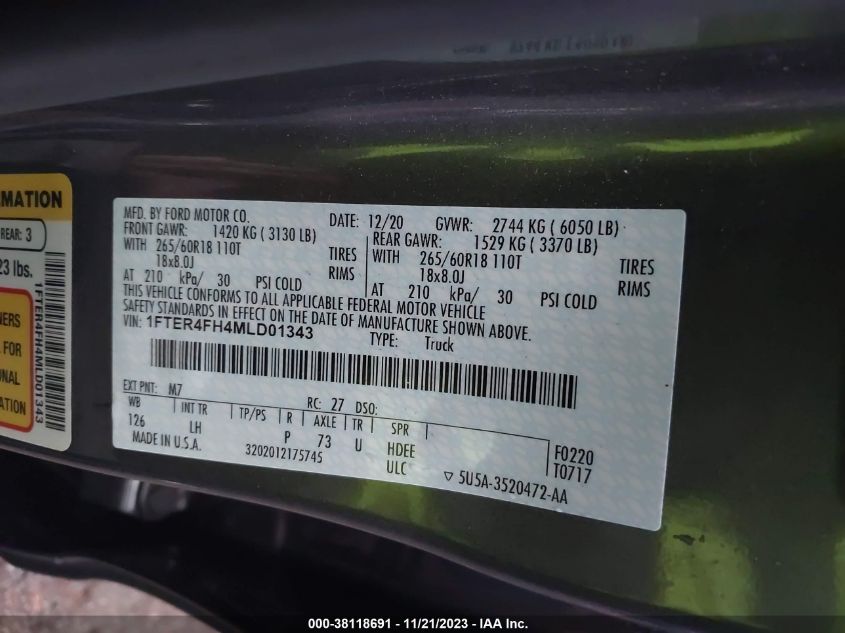 MATION
REAR: 3
23 lbs.
NERS
FOR
ONAL
ATION
1FTER4FH4MLD01343
MFD. BY FORD MOTOR CO. DATE: 12/20 GVWR: 2744 KG ( 6050 LB)
FRONT GAWR: 1420 KG ( 3130 LB) REAR GAWR: 1529 KG ( 3370 LB)
WITH 265/60R18 110T TIRES WITH 265/60R18 110T TIRES
18x8.0J RIMS 18x8.0J RIMS
AT 210 kPa/ 30 PSI COLD AT 210 kPa/ 30 PSI COLD
THIS VEHICLE CONFORMS TO ALL APPLICABLE FEDERAL MOTOR VEHICLE
SAFETY STANDARDS IN EFFECT ON THE DATE OF MANUFACTURE SHOWN ABOVE.
VIN: 1FTER4FH4MLD01343 TYPE: Truck
EXT PNT: M7 RC: 27 DSO:
WB INT TR TP/PS R AXLE TR SPR
126 LH P 73 U HDEE F0220
ULC T0717
MADE IN U.S.A. 3202012175745 ▽ 5U5A-3520472-AA
000-38118691 - 11/21/2023 - IAA Inc.